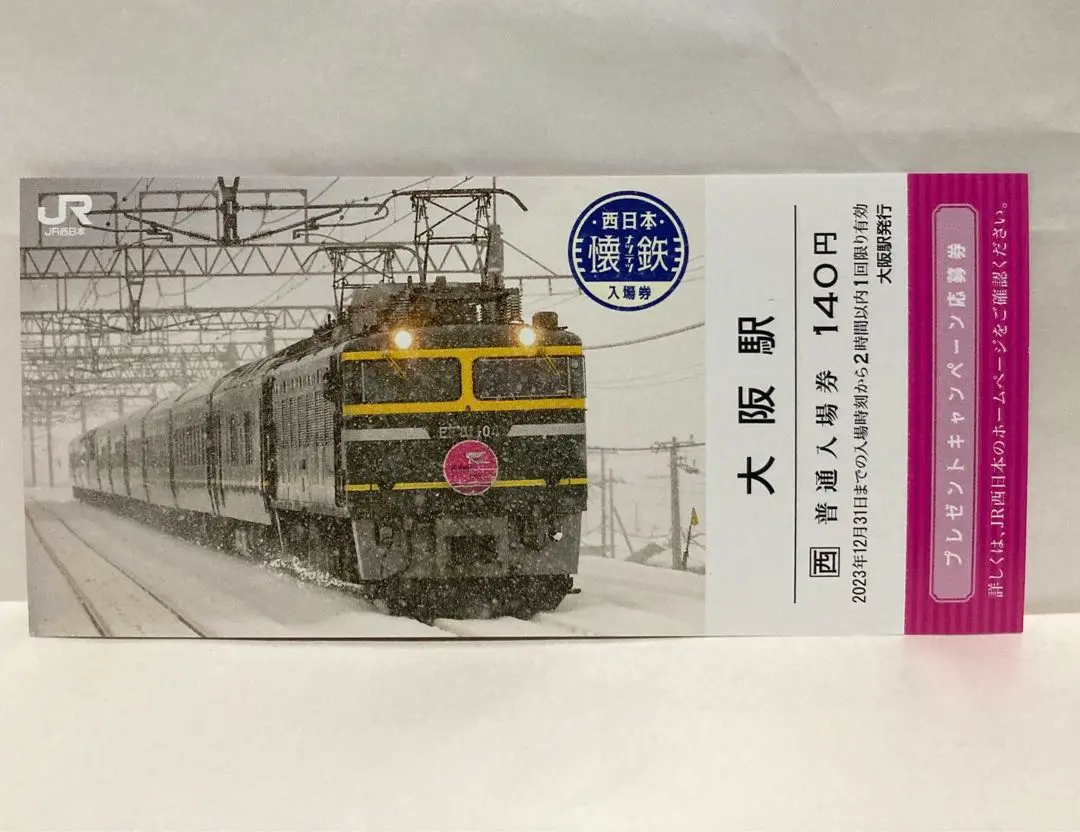 JR
JR西日本
西日本
懐鉄
ナツテツ
入場券
大阪駅
西 普通入場券 140円
2023年12月31日までの入場時刻から2時間以内1回限り有効
大阪駅発行
プレゼントキャンペーン応募券
詳しくは、JR西日本のホームページをご確認ください。